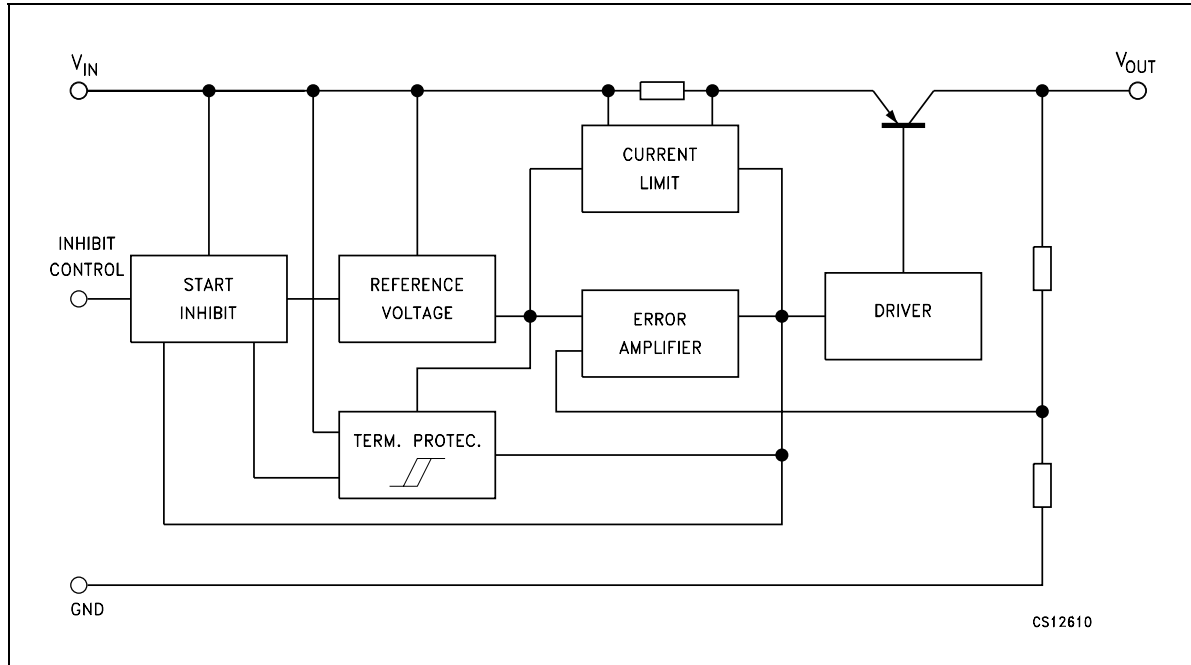 VIN
VOUT
CURRENT
LIMIT
INHIBIT
CONTROL
START
INHIBIT
REFERENCE
VOLTAGE
ERROR
AMPLIFIER
DRIVER
TERM. PROTEC.
GND
CS12610